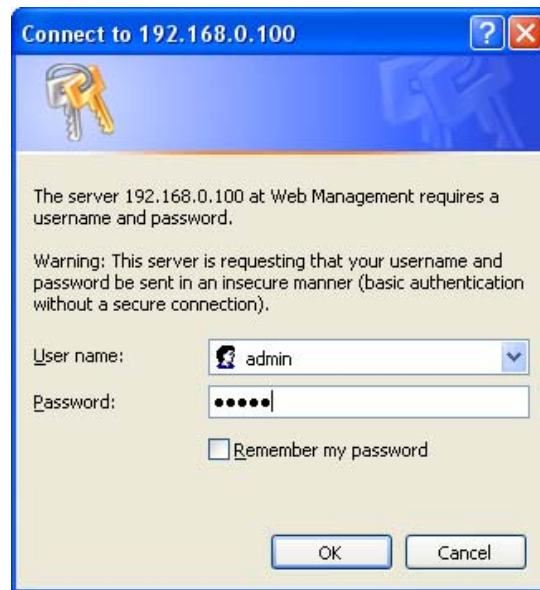 Connect to 192.168.0.100
The server 192.168.0.100 at Web Management requires a
username and password.
Warning: This server is requesting that your username and
password be sent in an insecure manner (basic authentication
without a secure connection).
User name:
admin
Password:
●●●●●
Remember my password
OK
Cancel